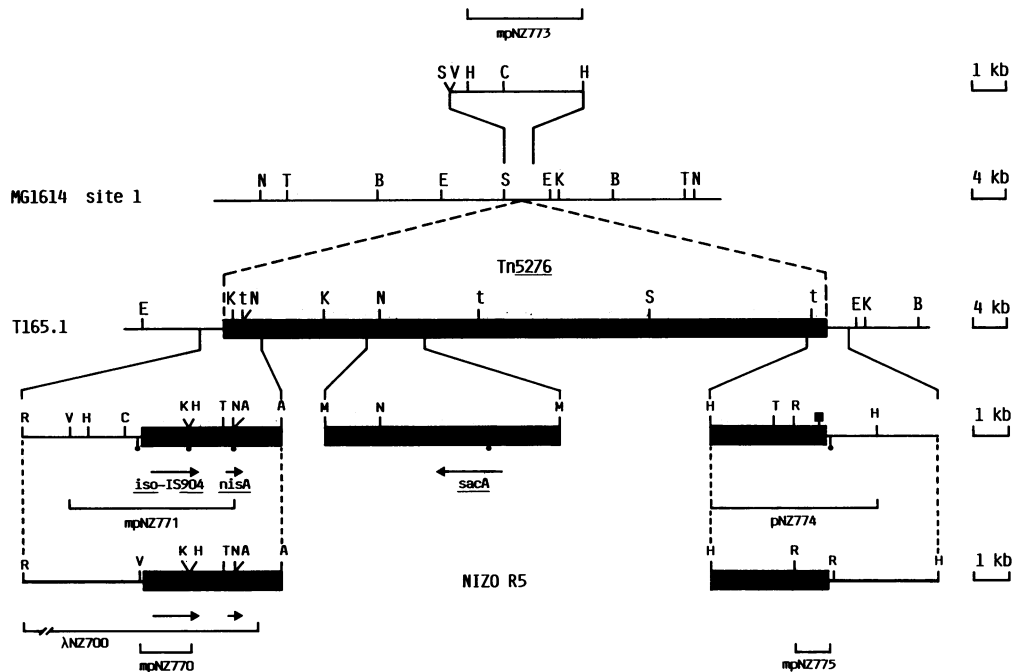 mpNZ773
S V H C H 1 kb
N T B E S E K B T N
MG1614 site 1 4 kb
Tn5276
E K t N K N t S t E K B
T165.1 4 kb
R V H C K H T N A A M N M H T R H 1 kb
iso-IS904 nisA sacA
mpNZ771 pNZ774
R V K H T N A A NIZO R5 H R R H 1 kb
λNZ700
mpNZ770 mpNZ775